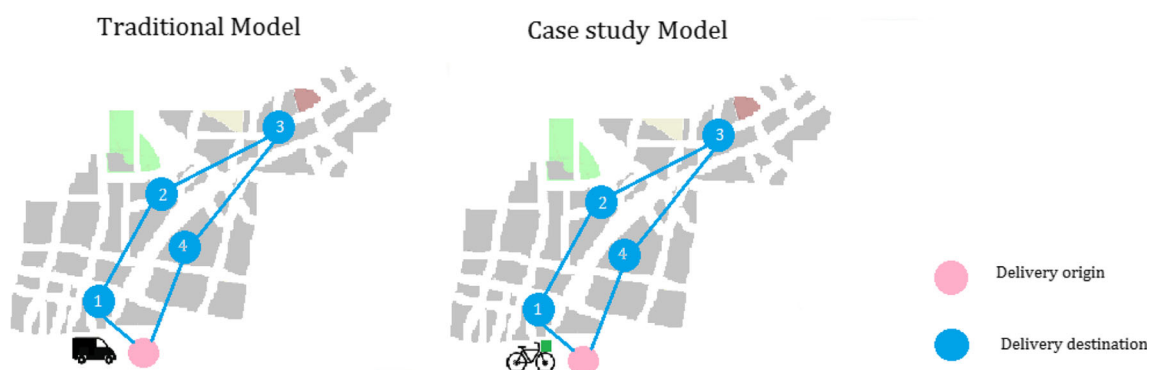 Traditional Model
Case study Model
3
3
2
2
4
4
1
1
Delivery origin
Delivery destination